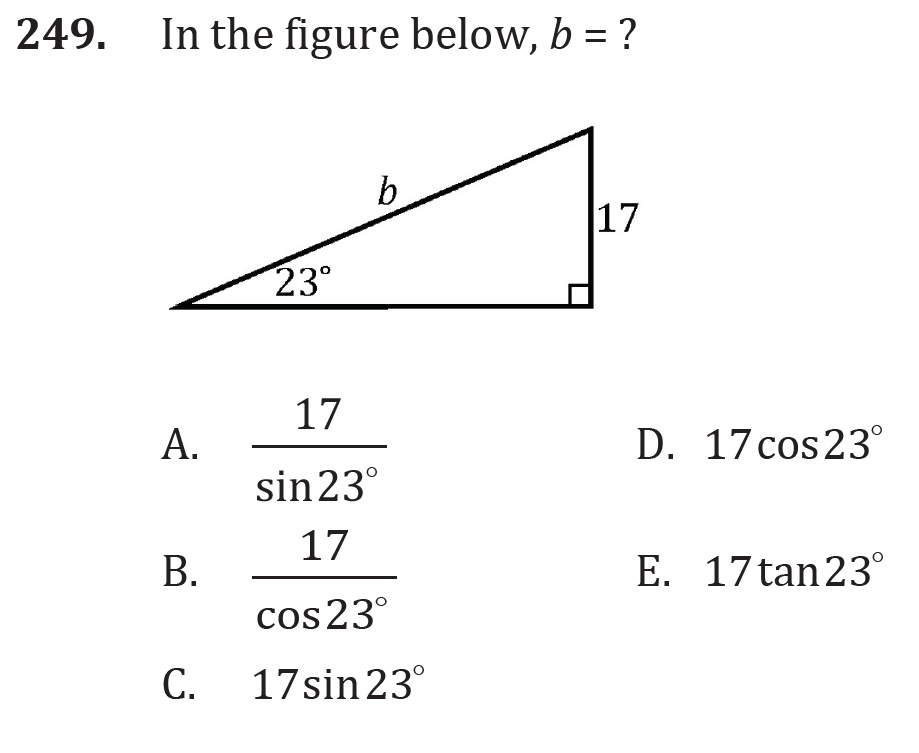 249. In the figure below, b = ?
b
17
23°
A. 17
sin23°
B. 17
cos23°
C. 17sin23°
D. 17cos23°
E. 17tan23°